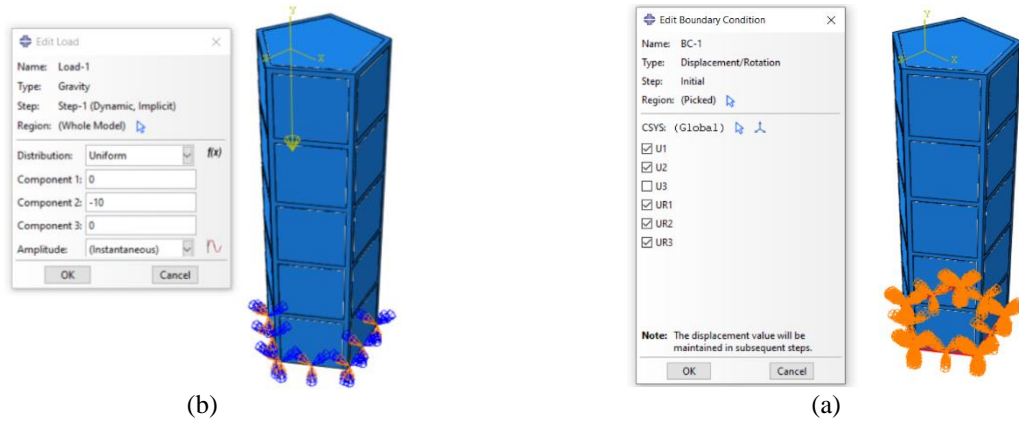 Edit Load
Name: Load-1
Type: Gravity
Step: Step-1 (Dynamic, Implicit)
Region: (Whole Model)
Distribution: Uniform f(x)
Component 1: 0
Component 2: -10
Component 3: 0
Amplitude: (Instantaneous)
OK Cancel
Y
X
(b)
Edit Boundary Condition
Name: BC-1
Type: Displacement/Rotation
Step: Initial
Region: (Picked)
CSYS: (Global)
U1
U2
U3
UR1
UR2
UR3
Note: The displacement value will be
maintained in subsequent steps.
OK Cancel
Y
X
(a)